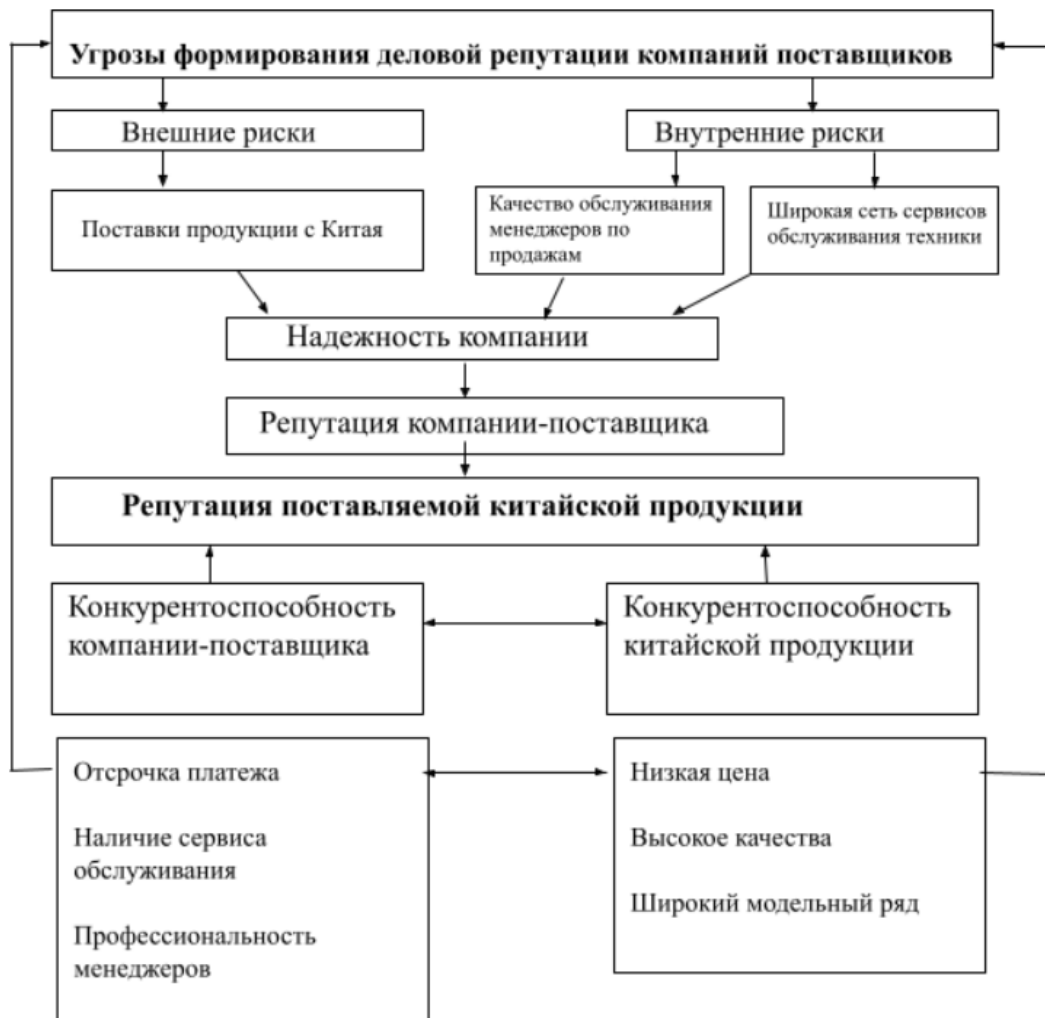 Угрозы формирования деловой репутации компаний поставщиков
Внешние риски
Внутренние риски
Поставки продукции с Китая
Качество обслуживания
менеджеров по
продажам
Широкая сеть сервисов
обслуживания техники
Надежность компании
Репутация компании-поставщика
Репутация поставляемой китайской продукции
Конкурентоспособность
компании-поставщика
Конкурентоспособность
китайской продукции
Отсрочка платежа
Наличие сервиса
обслуживания
Профессиональность
менеджеров
Низкая цена
Высокое качества
Широкий модельный ряд